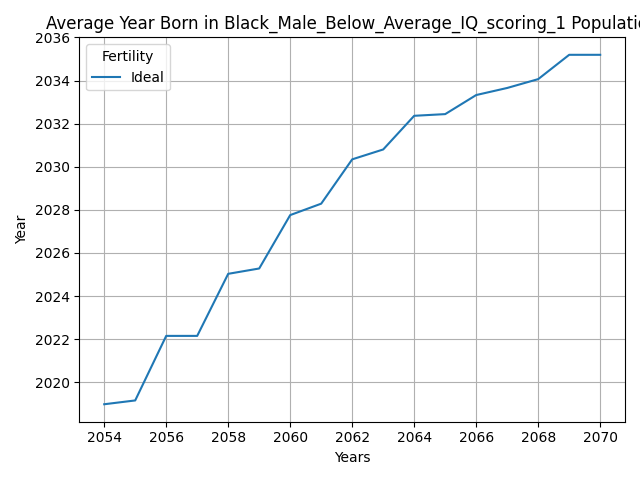 Average Year Born in Black_Male_Below_Average_IQ_scoring_1 Populatio
2036
2034
2032
2030
2028
2026
2024
2022
2020
Year
Fertility
Ideal
2054 2056 2058 2060 2062 2064 2066 2068 2070
Years